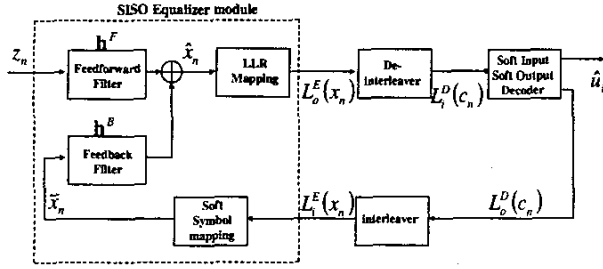 SISO Equalizer module
z_n
h^F
Feedforward
Filter
x̂_n
LLR
Mapping
L_o^E(x_n)
De-
interleaver
L_i^D(c_n)
Soft Input
Soft Output
Decoder
û_i
h^B
Feedback
Filter
x̄_n
Soft
Symbol
mapping
L_i^E(x_n)
interleaver
L_o^D(c_n)